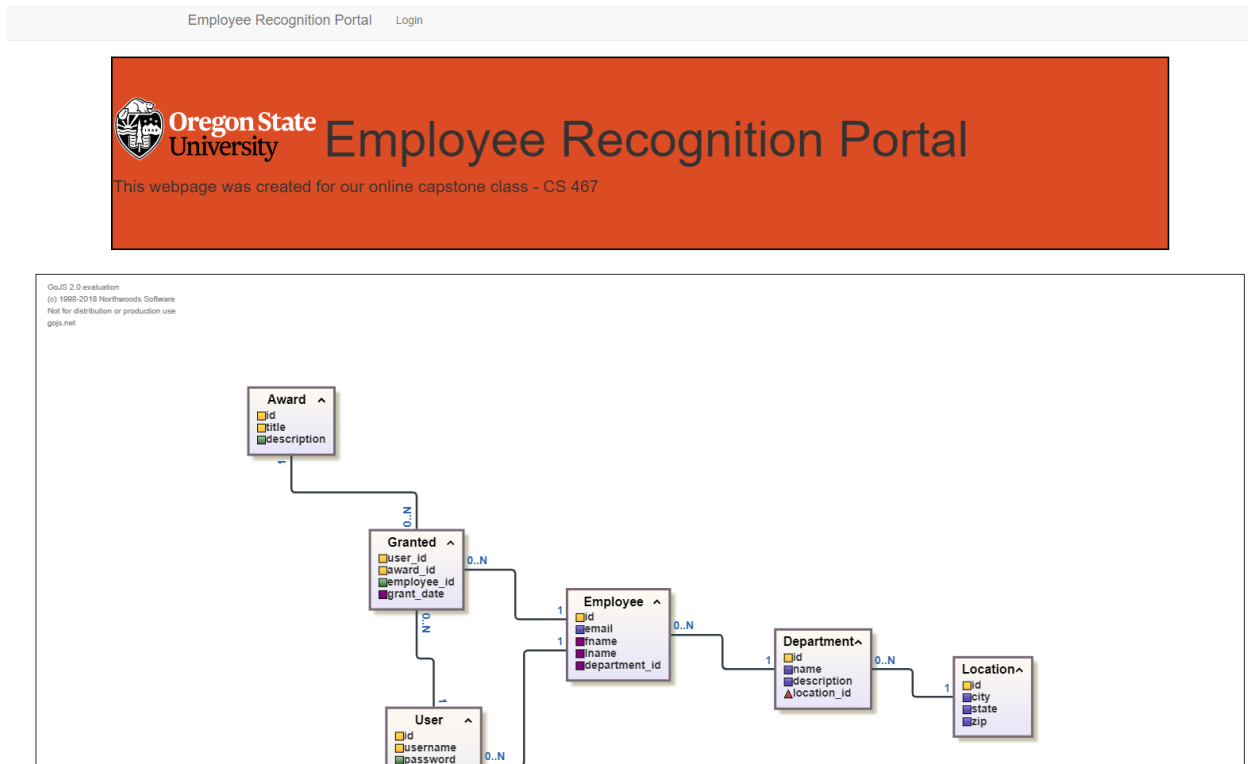 Employee Recognition Portal Login
Oregon State
University
Employee Recognition Portal
This webpage was created for our online capstone class - CS 467
GoJS 2.0 evaluation
(c) 1998-2018 Northwoods Software
Not for distribution or production use
gojs.net
Award
id
title
description
1
0..N
Granted
user_id
award_id
employee_id
grant_date
0..N
0..N
1
Employee
id
email
fname
lname
department_id
1
1
0..N
Department
id
name
description
location_id
1
0..N
Location
id
city
state
zip
1
User
id
username
password
0..N